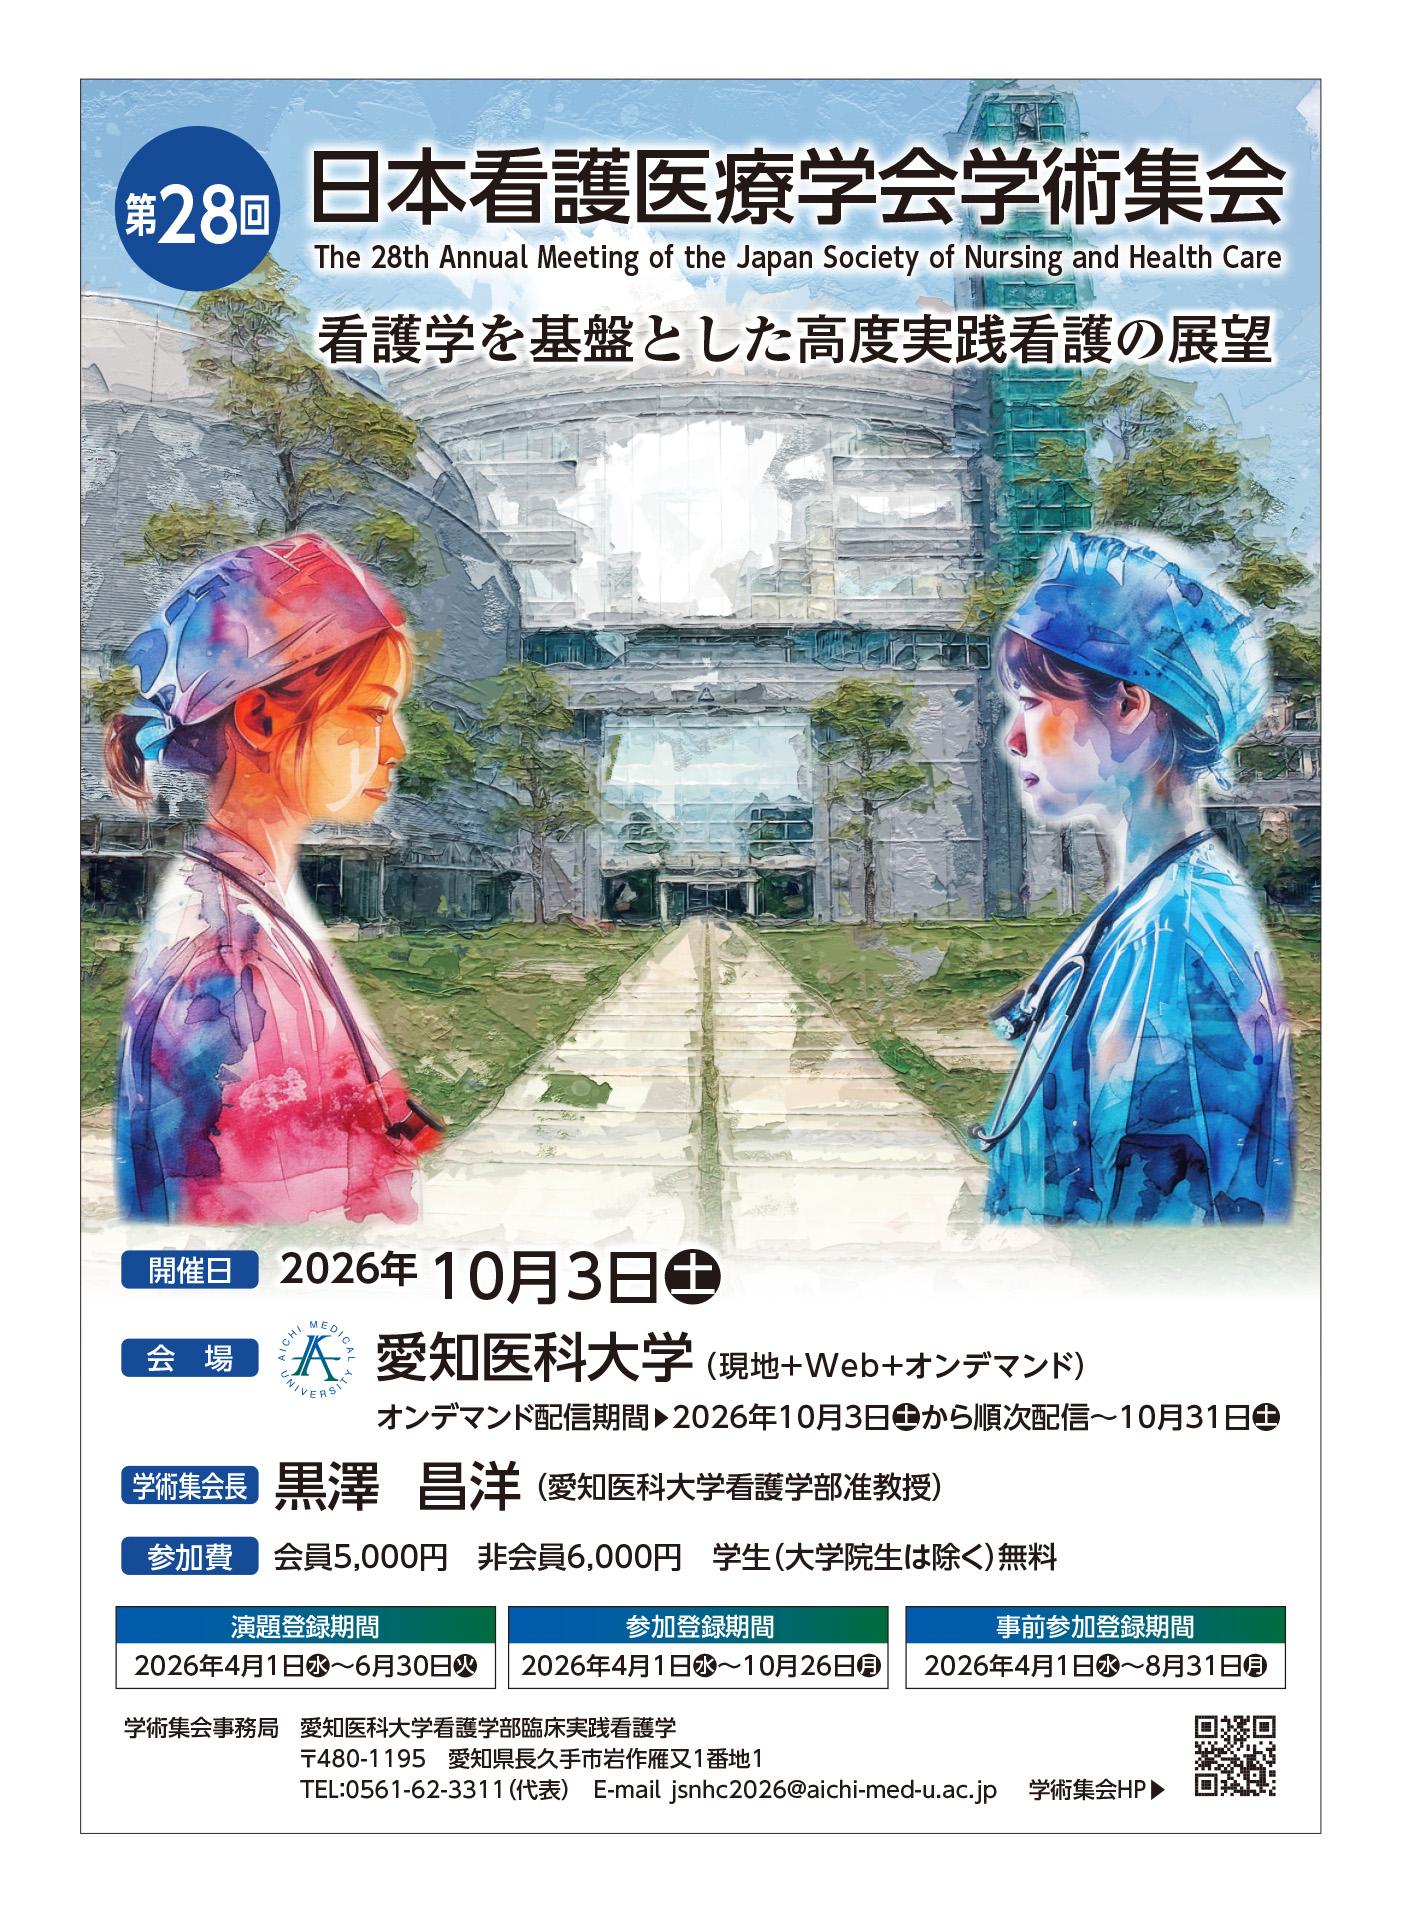 第28回
日本看護医療学会学術集会
The 28th Annual Meeting of the Japan Society of Nursing and Health Care
看護学を基盤とした高度実践看護の展望
開催日 2026年 10月3日土
会場 AICHI MEDICAL UNIVERSITY 愛知医科大学（現地+Web+オンデマンド）
オンデマンド配信期間▶2026年10月3日土から順次配信〜10月31日土
学術集会長 黒澤 昌洋（愛知医科大学看護学部准教授）
参加費 会員5,000円 非会員6,000円 学生（大学院生は除く）無料
演題登録期間
2026年4月1日水〜6月30日火
参加登録期間
2026年4月1日水〜10月26日月
事前参加登録期間
2026年4月1日水〜8月31日月
学術集会事務局 愛知医科大学看護学部臨床実践看護学
〒480-1195 愛知県長久手市岩作雁又1番地1
TEL:0561-62-3311（代表） E-mail jsnhc2026@aichi-med-u.ac.jp 学術集会HP▶